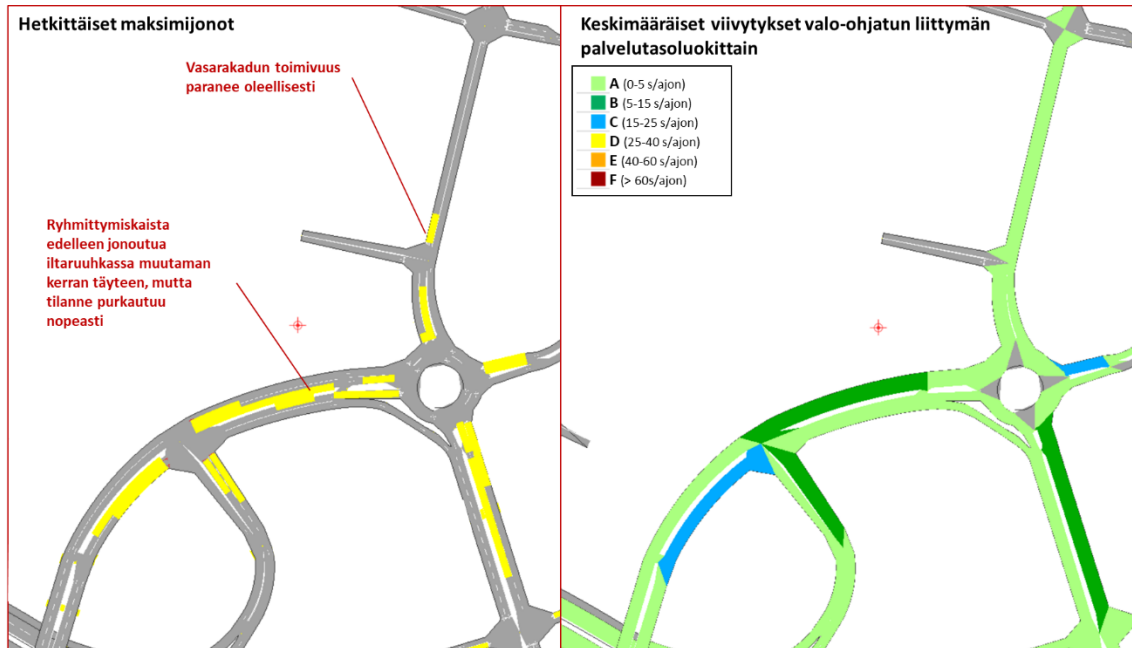 Hetkittäiset maksimijonot
Vasarakadun toimivuus
paranee oleellisesti
Ryhmittymiskaista
edelleen jonoutua
iltaruuhkassa muutaman
kerran täyteen, mutta
tilanne purkautuu
nopeasti
Keskimääräiset viivytykset valo-ohjatun liittymän
palvelutasoluokittain
A (0-5 s/ajon)
B (5-15 s/ajon)
C (15-25 s/ajon)
D (25-40 s/ajon)
E (40-60 s/ajon)
F (> 60s/ajon)